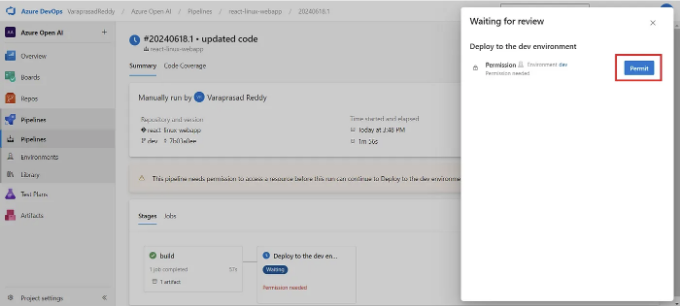 Azure DevOps VaraprasadReddy / Azure Open AI / Pipelines / react-linux-webapp / 20240618.1
AA Azure Open AI +
Overview
Boards
Repos
Pipelines
Pipelines
Environments
Library
Test Plans
Artifacts
Project settings
#20240618.1 • updated code
react-linux-webapp
Summary Code Coverage
Manually run by Varaprasad Reddy
Repository and version
react-linux-webapp
dev
Time started and elapsed
Today at 2:48 PM
1m 56s
This pipeline needs permission to access a resource before this run can continue to Deploy to the dev environme
Stages Jobs
build
1 job completed 57s
1 artifact
Deploy to the dev en...
Waiting
Permission needed
Waiting for review
Deploy to the dev environment
Permission Environment dev
Permission needed
Permit